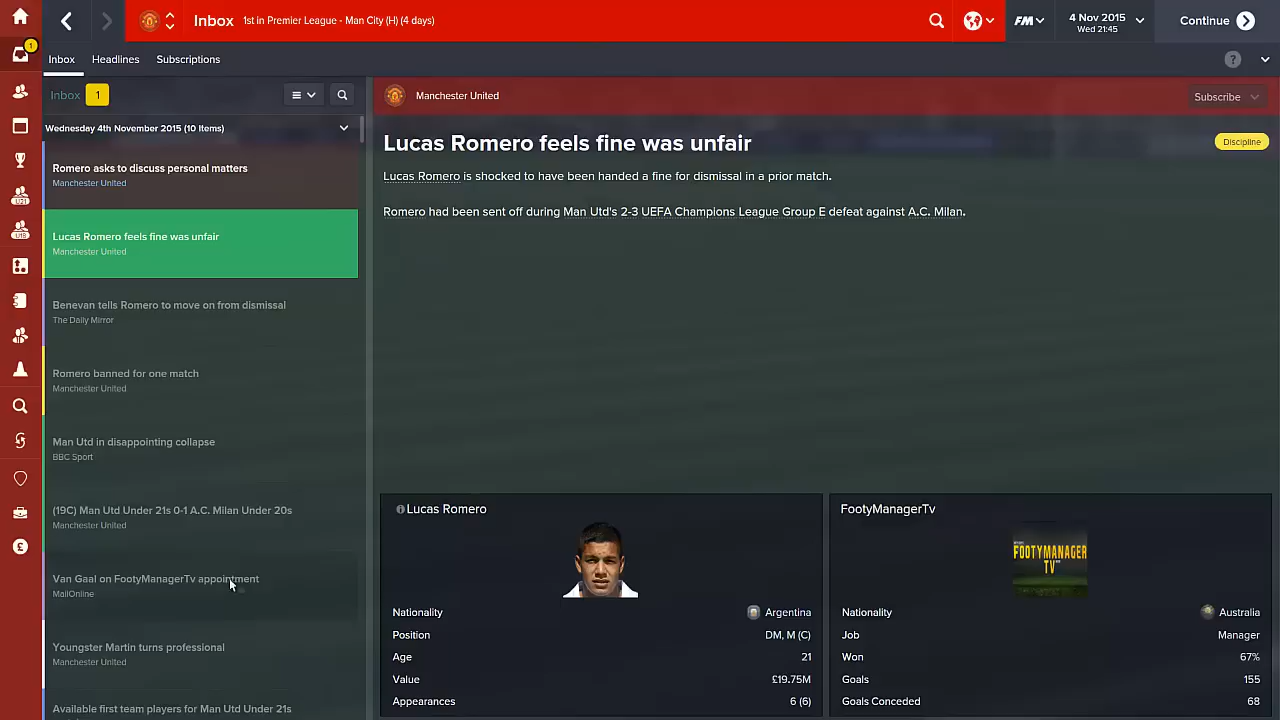 Inbox
1st in Premier League - Man City (H) (4 days)
FM
4 Nov 2015
Wed 21:45
Continue
1
Inbox
Headlines
Subscriptions
?
U21
U18
Inbox
1
Manchester United
Subscribe
Wednesday 4th November 2015 (10 Items)
Romero asks to discuss personal matters
Manchester United
Lucas Romero feels fine was unfair
Manchester United
Benevan tells Romero to move on from dismissal
The Daily Mirror
Romero banned for one match
Manchester United
Man Utd in disappointing collapse
BBC Sport
(19C) Man Utd Under 21s 0-1 A.C. Milan Under 20s
Manchester United
Van Gaal on FootyManagerTv appointment
MailOnline
Youngster Martin turns professional
Manchester United
Available first team players for Man Utd Under 21s
Lucas Romero feels fine was unfair
Discipline
Lucas Romero is shocked to have been handed a fine for dismissal in a prior match.
Romero had been sent off during Man Utd's 2-3 UEFA Champions League Group E defeat against A.C. Milan.
Lucas Romero
Nationality
Argentina
Position
DM, M (C)
Age
21
Value
£19.75M
Appearances
6 (6)
FootyManagerTv
FOOTYMANAGER
TV
Nationality
Australia
Job
Manager
Won
67%
Goals
155
Goals Conceded
68